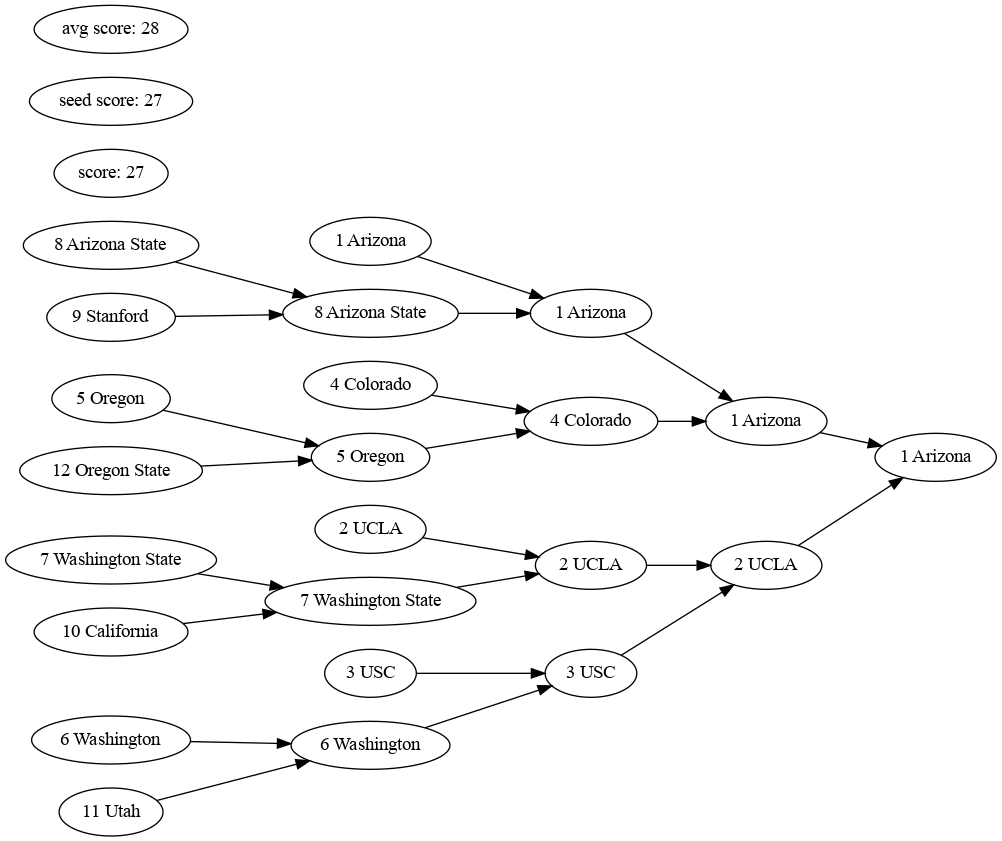 avg score: 28
seed score: 27
score: 27
8 Arizona State
1 Arizona
9 Stanford
8 Arizona State
1 Arizona
5 Oregon
4 Colorado
4 Colorado
1 Arizona
12 Oregon State
5 Oregon
1 Arizona
7 Washington State
2 UCLA
2 UCLA
2 UCLA
10 California
7 Washington State
3 USC
3 USC
6 Washington
6 Washington
11 Utah